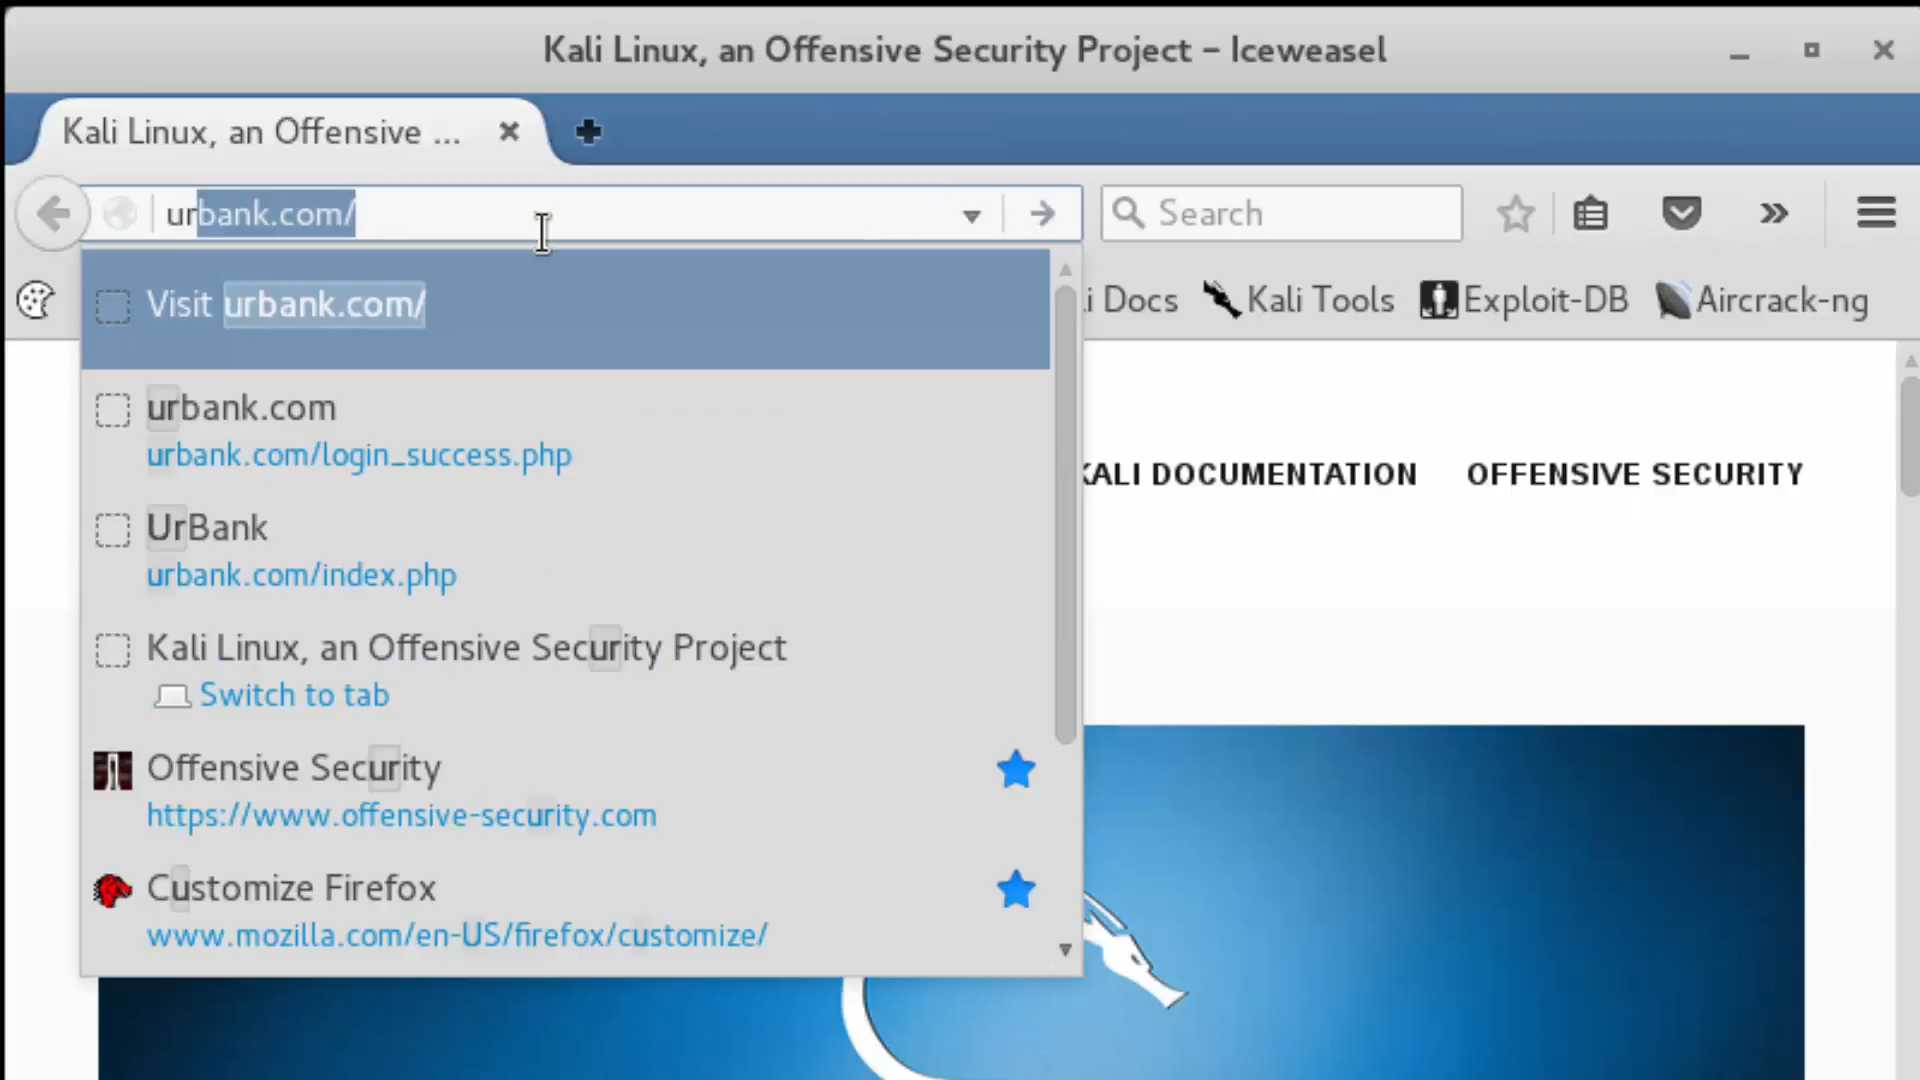 Kali Linux, an Offensive Security Project – Iceweasel
Kali Linux, an Offensive ...
urbank.com/
Search
Visit urbank.com/
i Docs
Kali Tools
Exploit-DB
Aircrack-ng
urbank.com
urbank.com/login_success.php
KALI DOCUMENTATION
OFFENSIVE SECURITY
UrBank
urbank.com/index.php
Kali Linux, an Offensive Security Project
Switch to tab
Offensive Security
https://www.offensive-security.com
Customize Firefox
www.mozilla.com/en-US/firefox/customize/